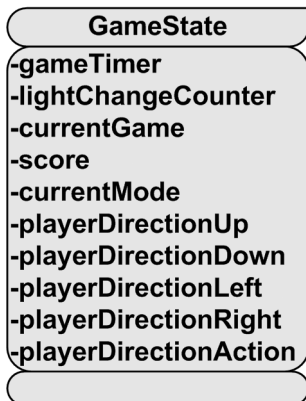 GameState
-gameTimer
-lightChangeCounter
-currentGame
-score
-currentMode
-playerDirectionUp
-playerDirectionDown
-playerDirectionLeft
-playerDirectionRight
-playerDirectionAction